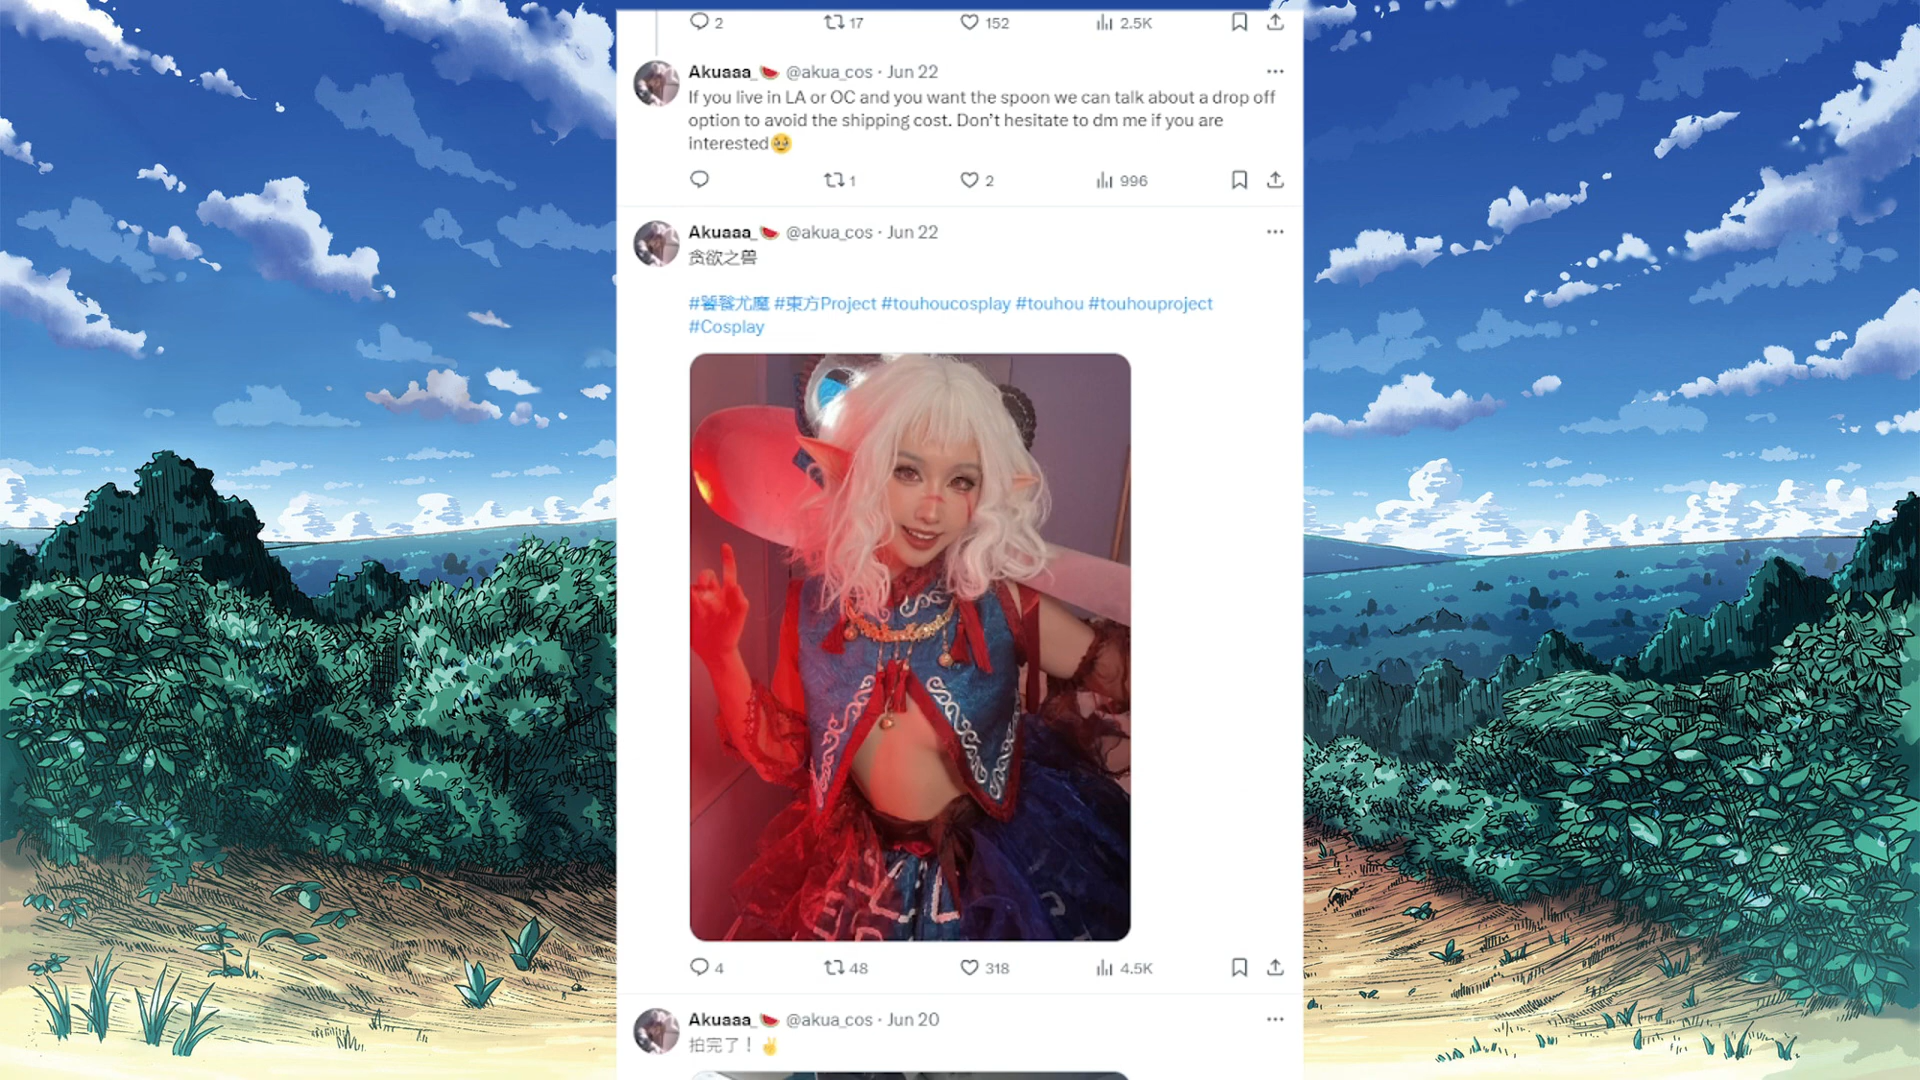 2 17 152 2.5K
Akuaaa_🍉 @akua_cos · Jun 22
If you live in LA or OC and you want the spoon we can talk about a drop off
option to avoid the shipping cost. Don’t hesitate to dm me if you are
interested🥹
1 2 996
Akuaaa_🍉 @akua_cos · Jun 22
贪欲之兽
#饕餮尤魔 #東方Project #touhoucosplay #touhou #touhouproject
#Cosplay
4 48 318 4.5K
Akuaaa_🍉 @akua_cos · Jun 20
拍完了！✌️